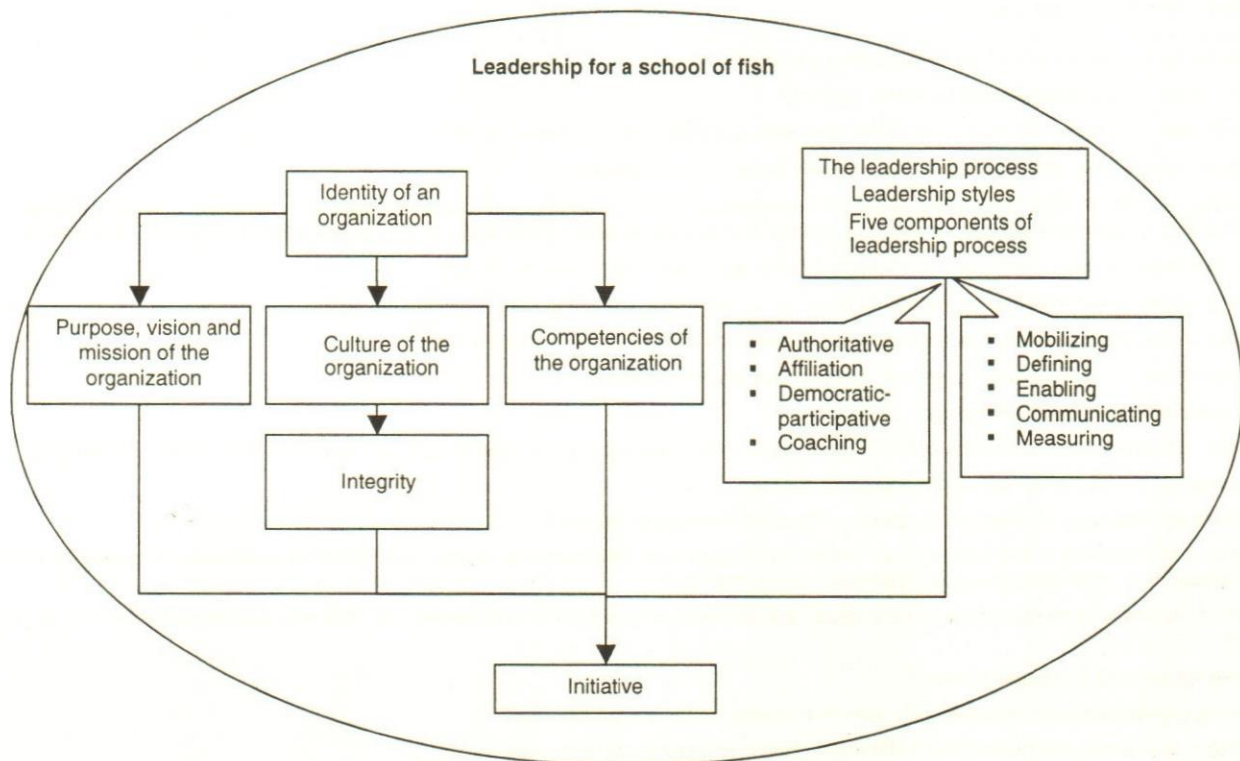 Leadership for a school of fish
Identity of an
organization
The leadership process
Leadership styles
Five components of
leadership process
Purpose, vision and
mission of the
organization
Culture of the
organization
Competencies of
the organization
▪ Authoritative
▪ Affiliation
▪ Democratic-
participative
▪ Coaching
▪ Mobilizing
▪ Defining
▪ Enabling
▪ Communicating
▪ Measuring
Integrity
Initiative